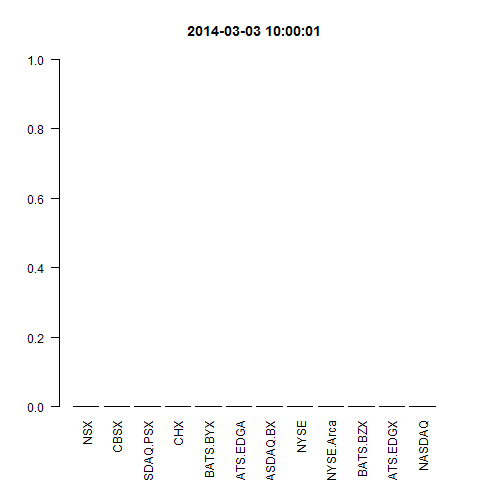 2014-03-03 10:00:01
1.0
0.8
0.6
0.4
0.2
0.0
NSX
CBSX
SDAQ.PSX
CHX
BATS.BYX
ATS.EDGA
ASDAQ.BX
NYSE
NYSE.Arca
BATS.BZX
ATS.EDGX
NASDAQ